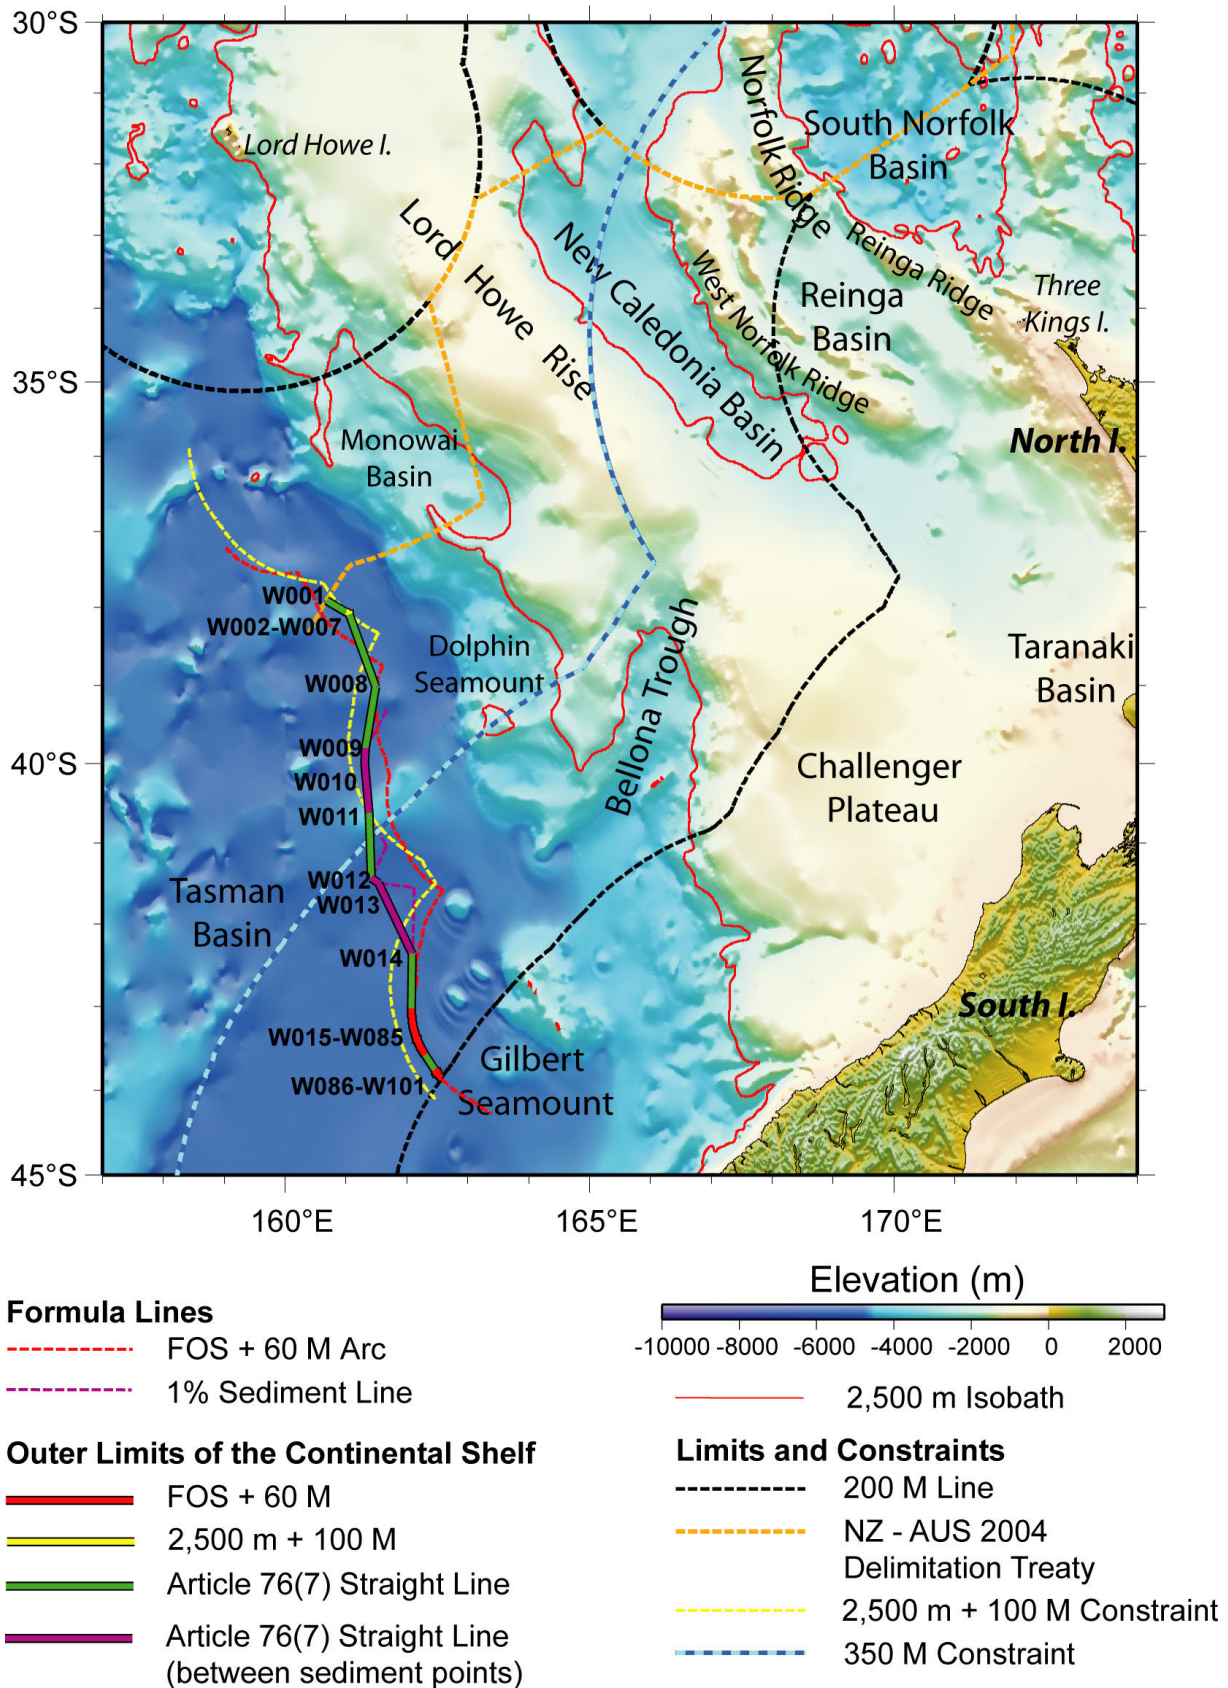 30°S
35°S
40°S
45°S
160°E
165°E
170°E
Lord Howe I.
Norfolk Ridge
South Norfolk
Basin
Lord Howe Rise
New Caledonia Basin
West Norfolk Ridge
Reinga Ridge
Reinga
Basin
Three
Kings I.
North I.
Monowai
Basin
W001
W002-W007
W008
W009
W010
W011
W012
W013
W014
W015-W085
W086-W101
Dolphin
Seamount
Bellona Trough
Taranaki
Basin
Challenger
Plateau
Tasman
Basin
South I.
Gilbert
Seamount
Formula Lines
FOS + 60 M Arc
1% Sediment Line
Outer Limits of the Continental Shelf
FOS + 60 M
2,500 m + 100 M
Article 76(7) Straight Line
Article 76(7) Straight Line
(between sediment points)
Elevation (m)
-10000 -8000 -6000 -4000 -2000 0 2000
2,500 m Isobath
Limits and Constraints
200 M Line
NZ - AUS 2004
Delimitation Treaty
2,500 m + 100 M Constraint
350 M Constraint